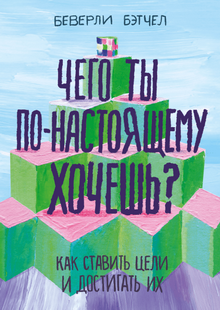 БЕВЕРЛИ БЭТЧЕЛ
ЧЕГО ТЫ
ПО-НАСТОЯЩЕМУ
ХОЧЕШЬ?
КАК СТАВИТЬ ЦЕЛИ
И ДОСТИГАТЬ ИХ